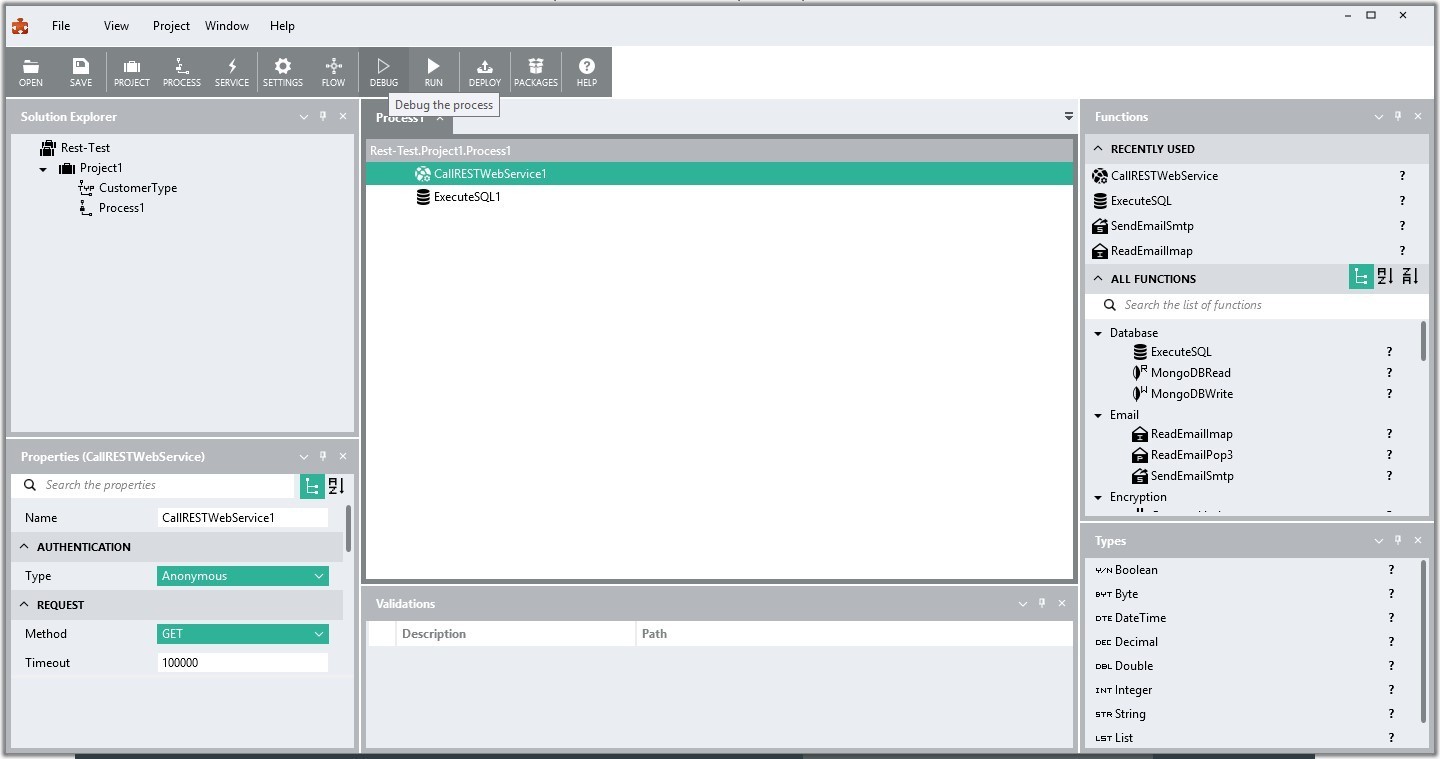 File View Project Window Help
OPEN SAVE PROJECT PROCESS SERVICE SETTINGS FLOW DEBUG RUN DEPLOY PACKAGES HELP
Debug the process
Solution Explorer
Rest-Test
Project1
CustomerType
Process1
Properties (CallRESTWebService)
Search the properties
Name CallRESTWebService1
AUTHENTICATION
Type Anonymous
REQUEST
Method GET
Timeout 100000
Process1
Rest-Test.Project1.Process1
CallRESTWebService1
ExecuteSQL1
Validations
Description Path
Functions
RECENTLY USED
CallRESTWebService ?
ExecuteSQL ?
SendEmailSmtp ?
ReadEmailImap ?
ALL FUNCTIONS
Search the list of functions
Database
ExecuteSQL ?
MongoDBRead ?
MongoDBWrite ?
Email
ReadEmailImap ?
ReadEmailPop3 ?
SendEmailSmtp ?
Encryption
Types
Y/N Boolean ?
BYT Byte ?
DTE DateTime ?
DEC Decimal ?
DBL Double ?
INT Integer ?
STR String ?
LST List ?